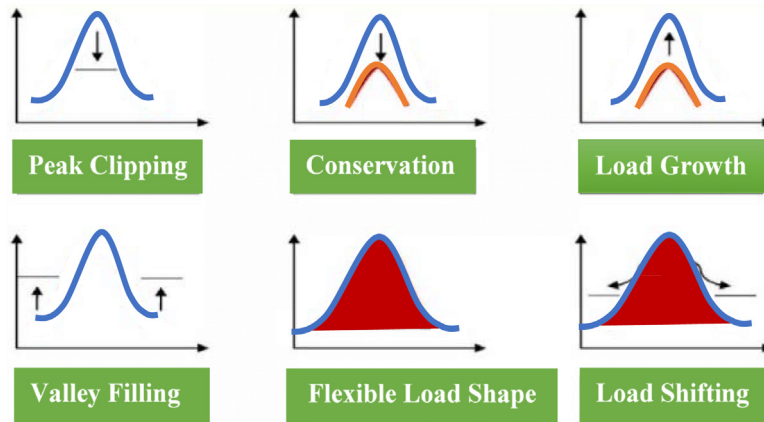 Peak Clipping
Conservation
Load Growth
Valley Filling
Flexible Load Shape
Load Shifting